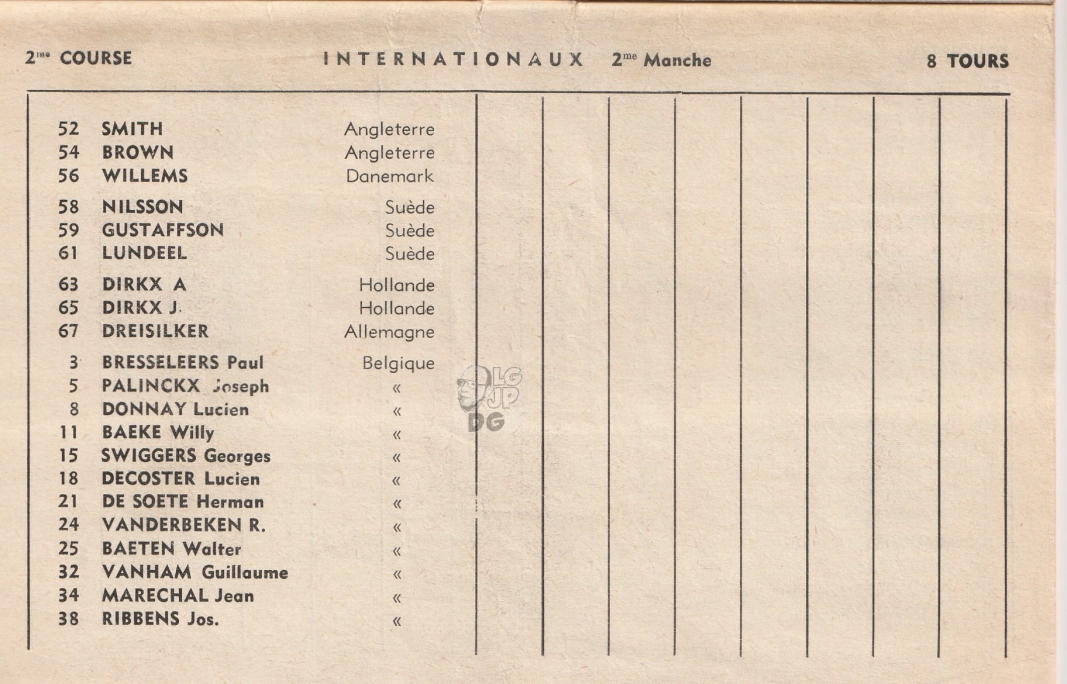 2me COURSE INTERNATIONAUX 2me Manche 8 TOURS
52 SMITH Angleterre
54 BROWN Angleterre
56 WILLEMS Danemark
58 NILSSON Suède
59 GUSTAFFSON Suède
61 LUNDEEL Suède
63 DIRKX A Hollande
65 DIRKX J. Hollande
67 DREISILKER Allemagne
3 BRESSELEERS Paul Belgique
5 PALINCKX Joseph «
8 DONNAY Lucien «
11 BAEKE Willy «
15 SWIGGERS Georges «
18 DECOSTER Lucien «
21 DE SOETE Herman «
24 VANDERBEKEN R. «
25 BAETEN Walter «
32 VANHAM Guillaume «
34 MARECHAL Jean «
38 RIBBENS Jos. «
LG
JP
DG